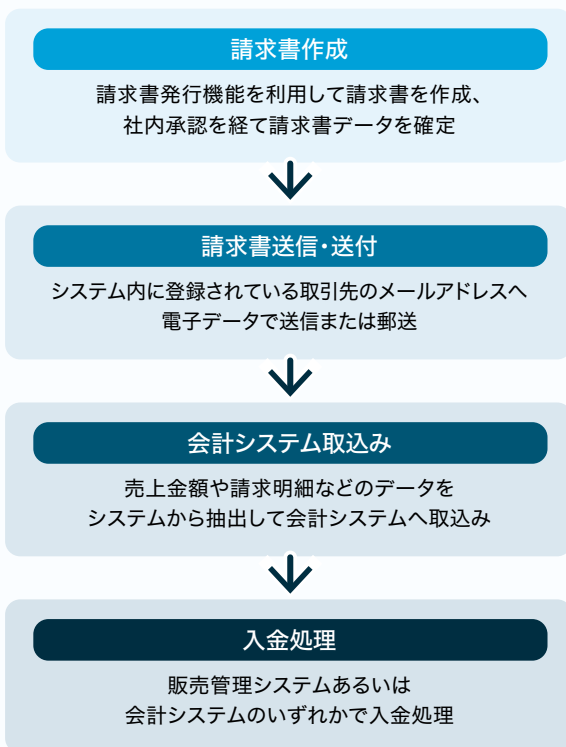 請求書作成
請求書発行機能を利用して請求書を作成、
社内承認を経て請求書データを確定
請求書送信・送付
システム内に登録されている取引先のメールアドレスへ
電子データで送信または郵送
会計システム取込み
売上金額や請求明細などのデータを
システムから抽出して会計システムへ取込み
入金処理
販売管理システムあるいは
会計システムのいずれかで入金処理